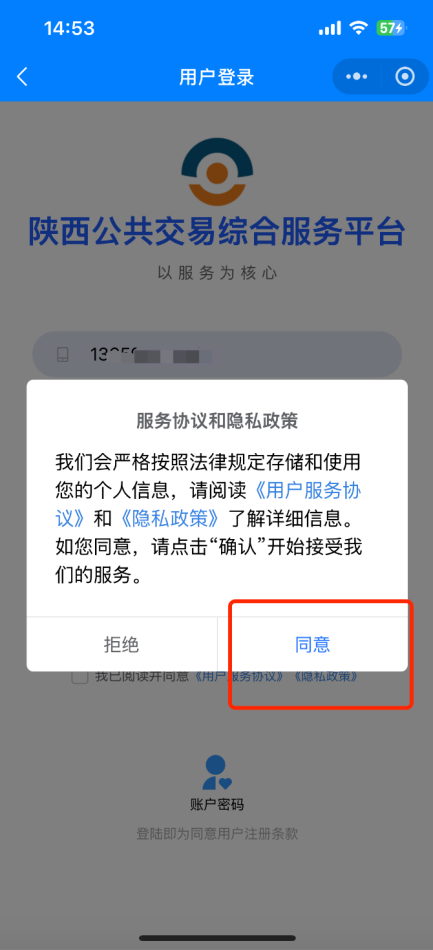 14:53
57
用户登录
陕西公共交易综合服务平台
以服务为核心
服务协议和隐私政策
我们会严格按照法律规定存储和使用
您的个人信息，请阅读《用户服务协
议》和《隐私政策》了解详细信息。
如您同意，请点击“确认”开始接受我
们的服务。
拒绝 同意
我已阅读并同意《用户服务协议》《隐私政策》
账户密码
登陆即为同意用户注册条款